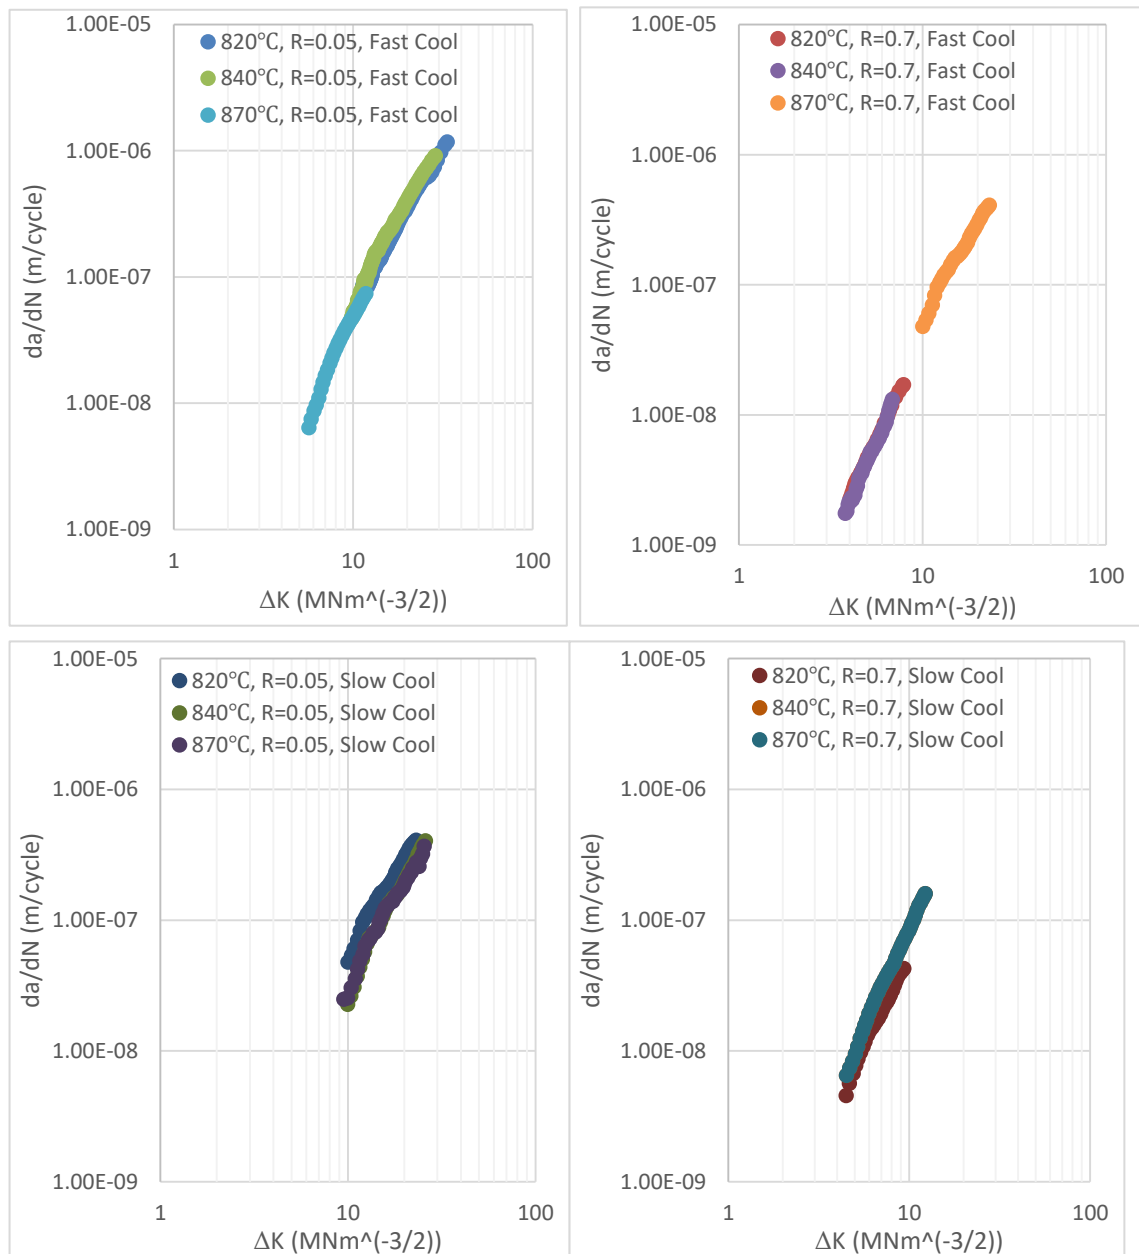 1.00E-05
1.00E-06
1.00E-07
1.00E-08
1.00E-09
da/dN (m/cycle)
820℃, R=0.05, Fast Cool
840℃, R=0.05, Fast Cool
870℃, R=0.05, Fast Cool
1 10 100
ΔK (MNm^(-3/2))
1.00E-05
1.00E-06
1.00E-07
1.00E-08
1.00E-09
da/dN (m/cycle)
820℃, R=0.7, Fast Cool
840℃, R=0.7, Fast Cool
870℃, R=0.7, Fast Cool
1 10 100
ΔK (MNm^(-3/2))
1.00E-05
1.00E-06
1.00E-07
1.00E-08
1.00E-09
da/dN (m/cycle)
820℃, R=0.05, Slow Cool
840℃, R=0.05, Slow Cool
870℃, R=0.05, Slow Cool
1 10 100
ΔK (MNm^(-3/2))
1.00E-05
1.00E-06
1.00E-07
1.00E-08
1.00E-09
da/dN (m/cycle)
820℃, R=0.7, Slow Cool
840℃, R=0.7, Slow Cool
870℃, R=0.7, Slow Cool
1 10 100
ΔK (MNm^(-3/2))